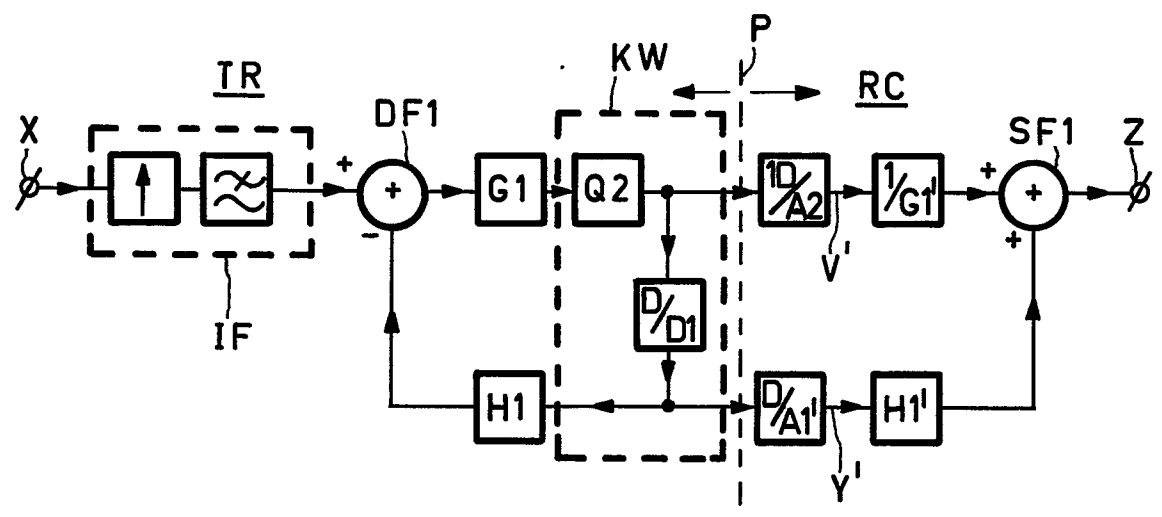 P
KW
TR
RC
DF1
SF1
X
Z
+
+
+
+
G1
Q2
1D/A2
1/G1'
-
+
V'
D/D1
IF
H1
D/A1'
H1'
Y'